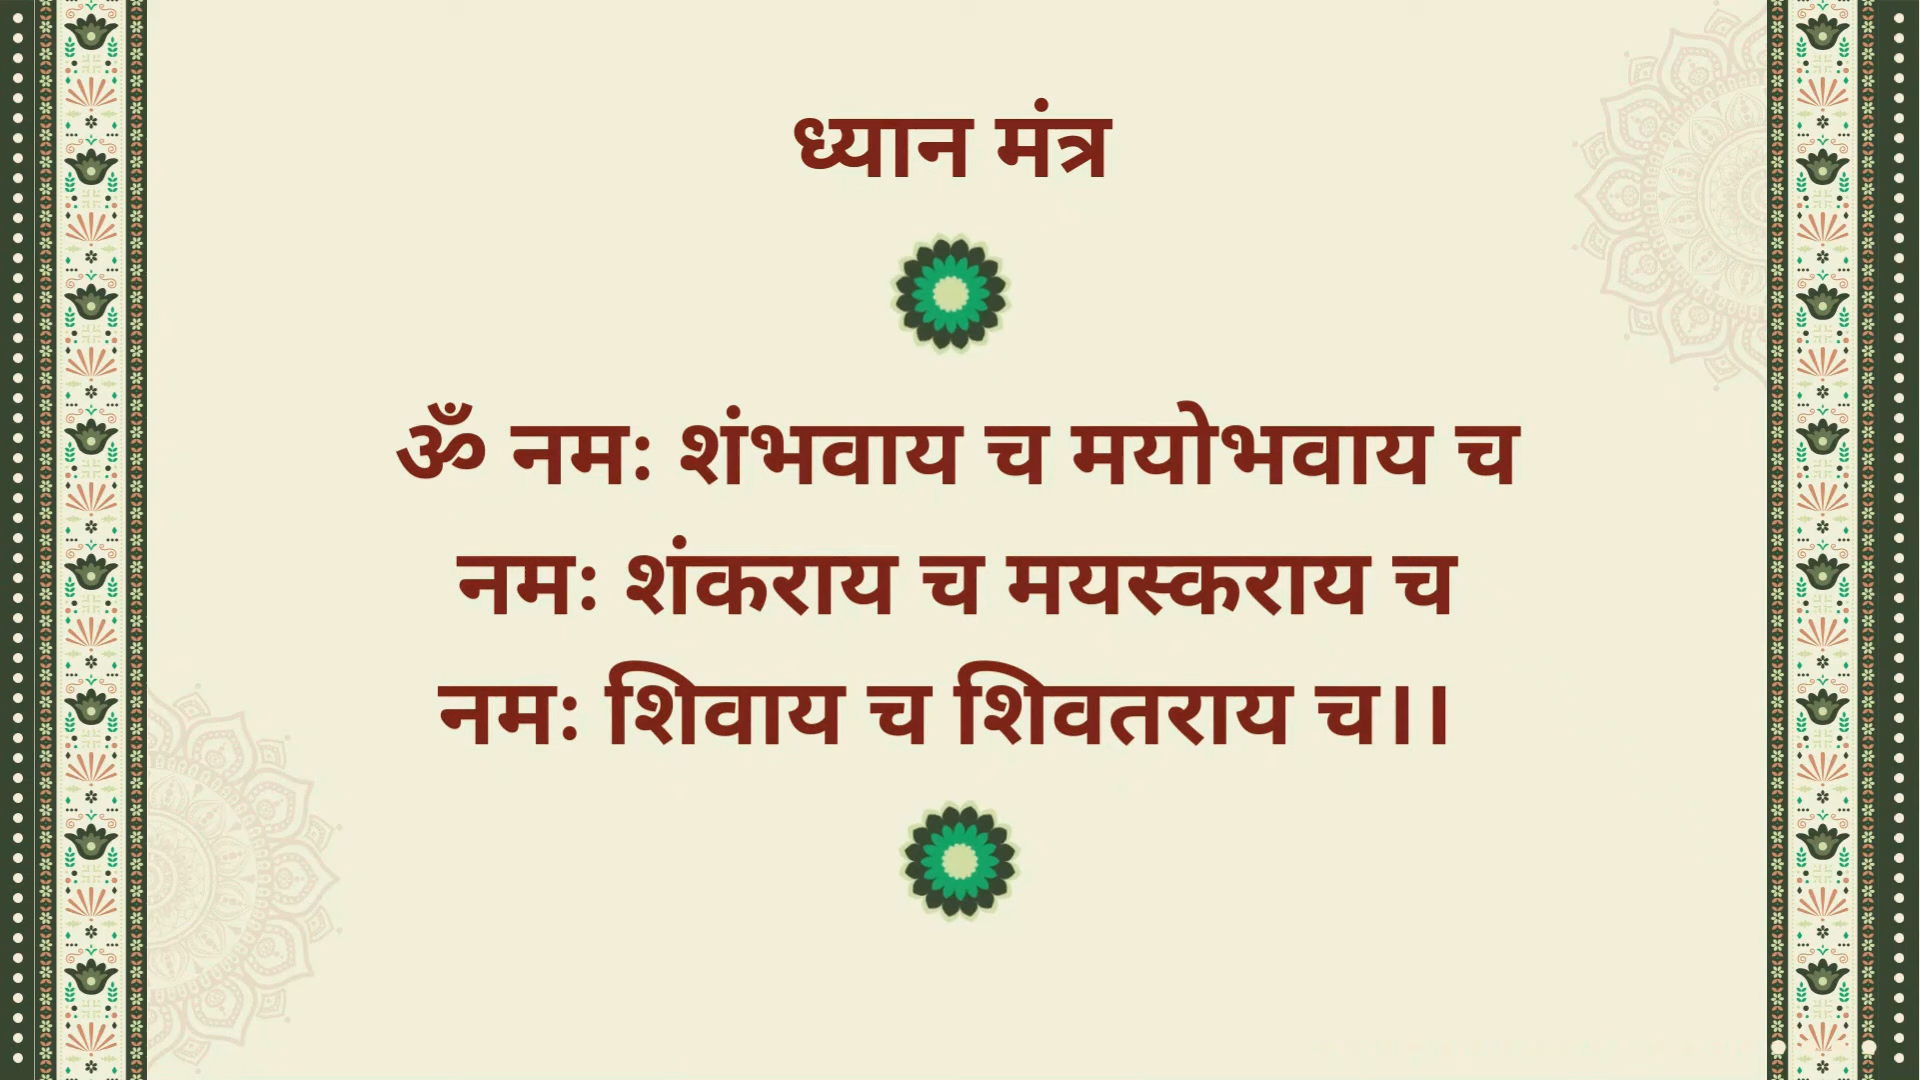 ध्यान मंत्र
ॐ नमः शंभवाय च मयोभवाय च
नमः शंकराय च मयस्कराय च
नमः शिवाय च शिवतराय च।।